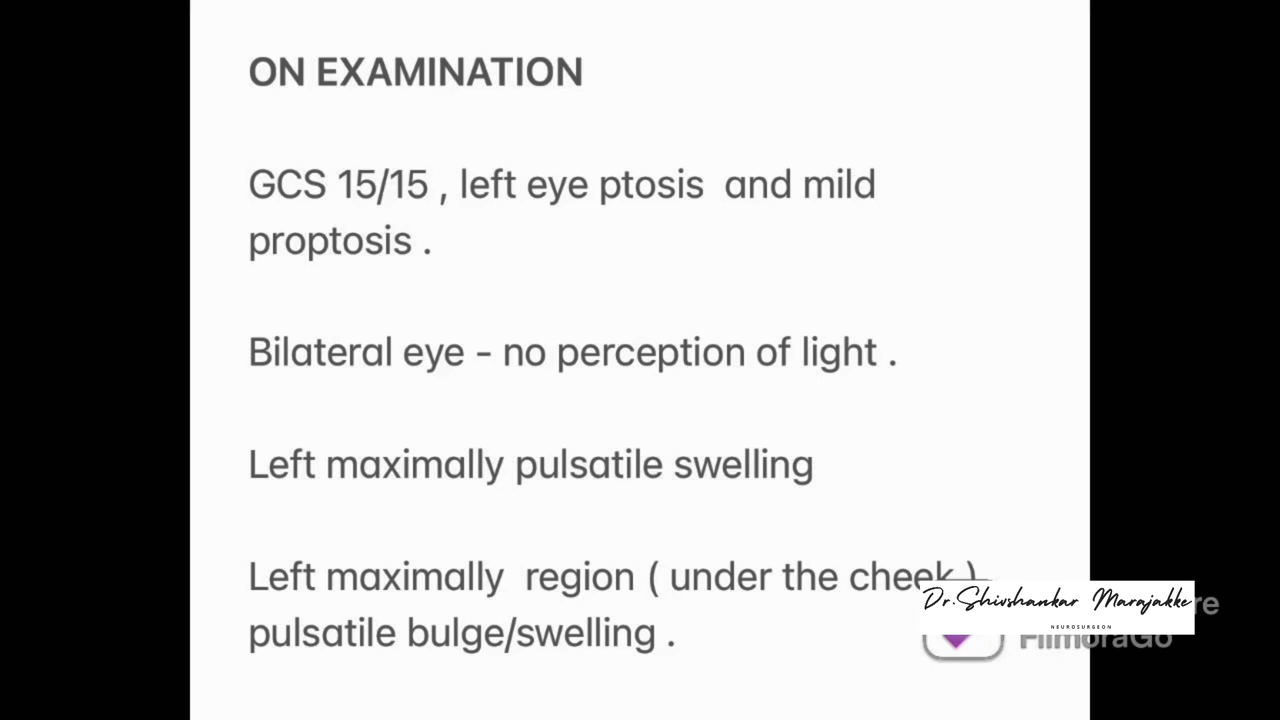 ON EXAMINATION
GCS 15/15 , left eye ptosis and mild
proptosis .
Bilateral eye - no perception of light .
Left maximally pulsatile swelling
Left maximally region ( under the cheek )
pulsatile bulge/swelling .
Dr.Shivshankar Marajakke
NEUROSURGEON
FilmoraGo